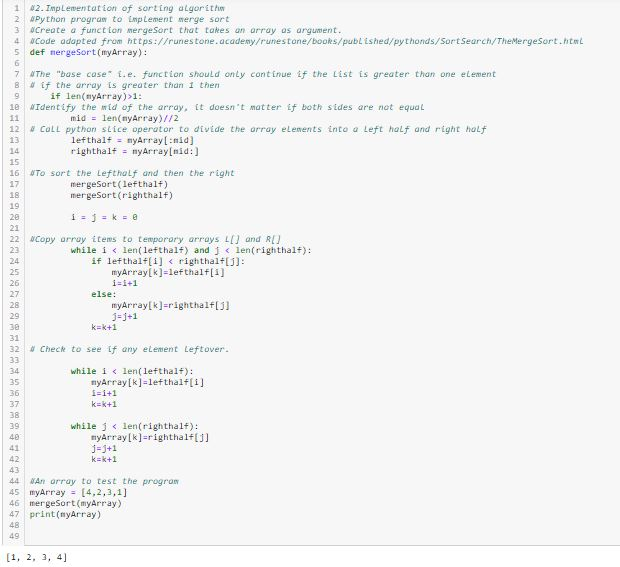 1 #2.Implementation of sorting algorithm
2 #Python program to implement merge sort
3 #Create a function mergeSort that takes an array as argument.
4 #Code adapted from https://runestone.academy/runestone/books/published/pythonds/SortSearch/TheMergeSort.html
5 def mergeSort(myArray):
6
7 #The "base case" i.e. function should only continue if the list is greater than one element
8 # if the array is greater than 1 then
9 if len(myArray)>1:
10 #Identify the mid of the array, it doesn't matter if both sides are not equal
11 mid = len(myArray)//2
12 # Call python slice operator to divide the array elements into a left half and right half
13 lefthalf = myArray[:mid]
14 righthalf = myArray[mid:]
15
16 #To sort the lefthalf and then the right
17 mergeSort(lefthalf)
18 mergeSort(righthalf)
19
20 i = j = k = 0
21
22 #Copy array items to temporary arrays L[] and R[]
23 while i < len(lefthalf) and j < len(righthalf):
24 if lefthalf[i] < righthalf[j]:
25 myArray[k]=lefthalf[i]
26 i=i+1
27 else:
28 myArray[k]=righthalf[j]
29 j=j+1
30 k=k+1
31
32 # Check to see if any element leftover.
33
34 while i < len(lefthalf):
35 myArray[k]=lefthalf[i]
36 i=i+1
37 k=k+1
38
39 while j < len(righthalf):
40 myArray[k]=righthalf[j]
41 j=j+1
42 k=k+1
43
44 #An array to test the program
45 myArray = [4,2,3,1]
46 mergeSort(myArray)
47 print(myArray)
48
49
[1, 2, 3, 4]